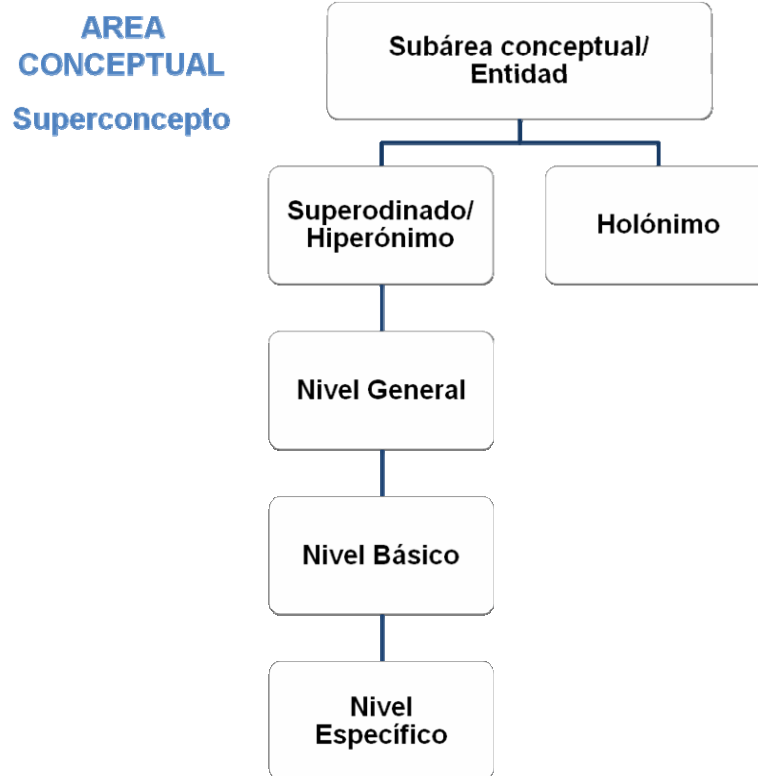 AREA
CONCEPTUAL
Superconcepto
Subárea conceptual/
Entidad
Superodinado/
Hiperónimo
Holónimo
Nivel General
Nivel Básico
Nivel
Específico